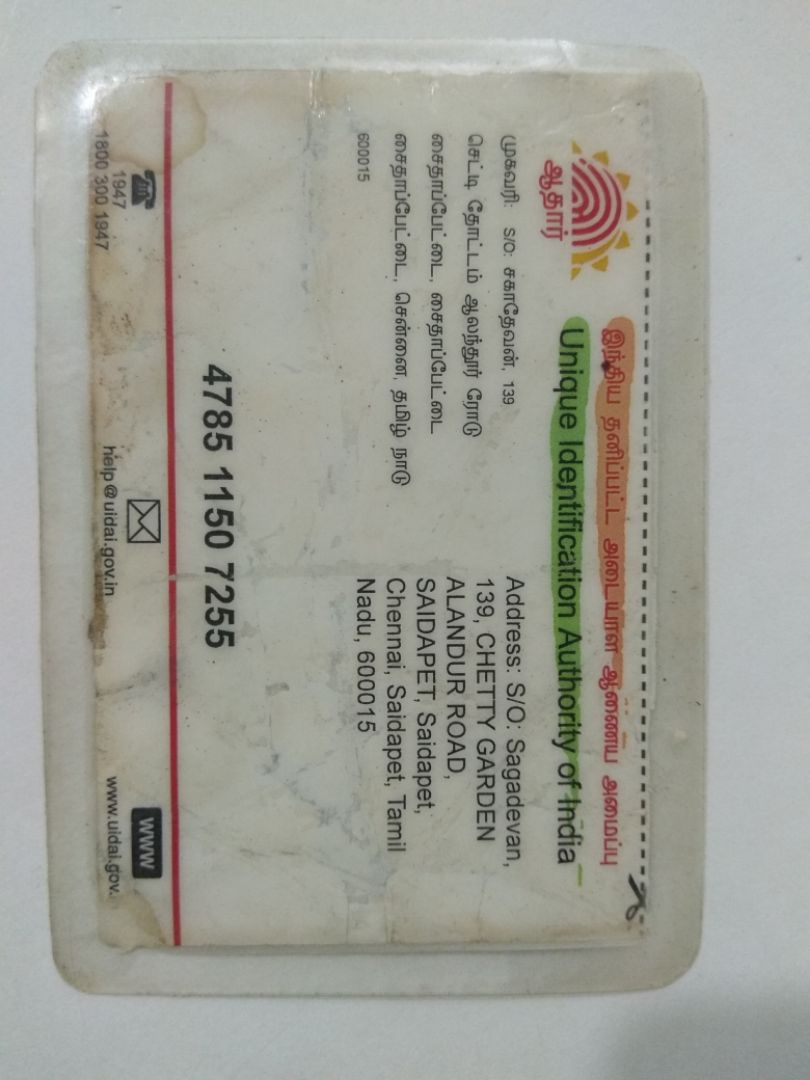 ஆதார்
இந்திய தனிப்பட்ட அடையாள ஆணைய அமைப்பு
Unique Identification Authority of India
முகவரி: S/O: சகாதேவன், 139
செட்டி தோட்டம் ஆலந்தூர் ரோடு
சைதாப்பேட்டை, சைதாப்பேட்டை
சைதாப்பேட்டை, சென்னை, தமிழ் நாடு
600015
Address: S/O: Sagadevan,
139, CHETTY GARDEN
ALANDUR ROAD,
SAIDAPET, Saidapet,
Chennai, Saidapet, Tamil
Nadu, 600015
4785 1150 7255
1947
1800 300 1947
help@uidai.gov.in
www
www.uidai.gov.